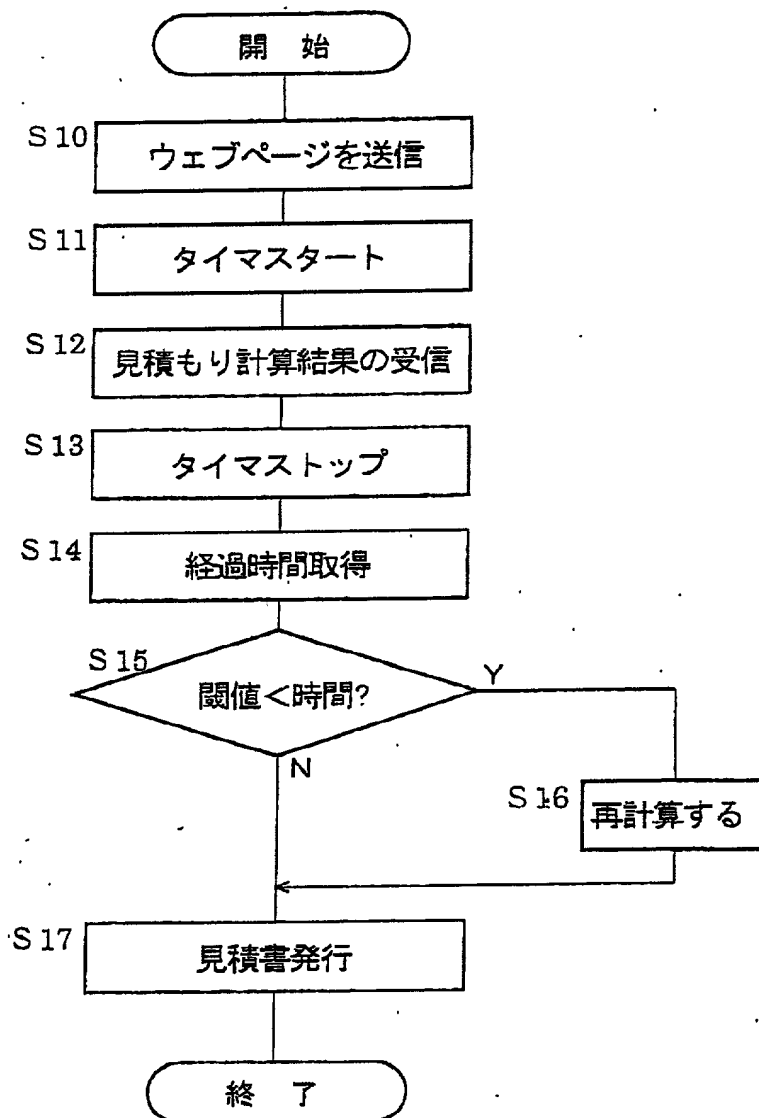 開 始
S10
ウェブページを送信
S11
タイマスタート
S12
見積もり計算結果の受信
S13
タイマストップ
S14
経過時間取得
S15
閾値<時間?
Y
N
S16
再計算する
S17
見積書発行
終 了